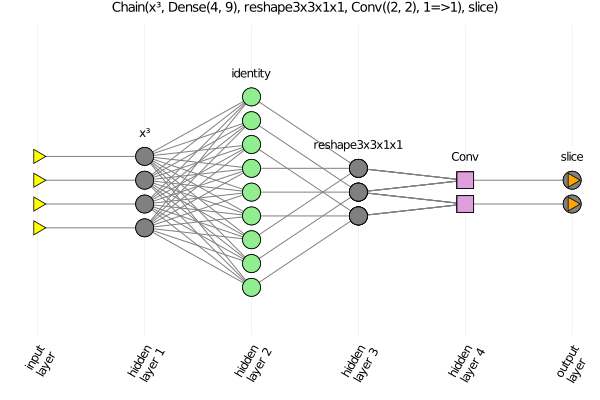 Chain(x³, Dense(4, 9), reshape3x3x1x1, Conv((2, 2), 1=>1), slice)
identity
x³
reshape3x3x1x1
Conv
slice
input
layer
hidden
layer 1
hidden
layer 2
hidden
layer 3
hidden
layer 4
output
layer